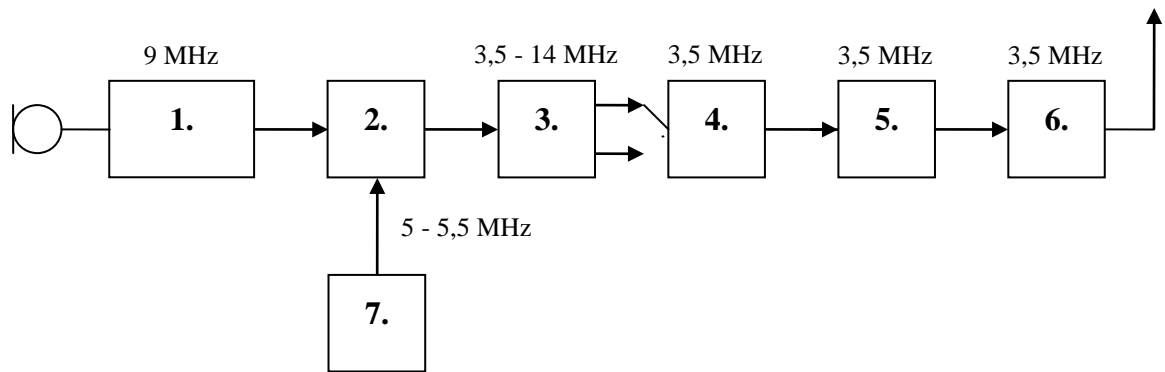 9 MHz
3,5 - 14 MHz
3,5 MHz
3,5 MHz
3,5 MHz
1.
2.
3.
4.
5.
6.
5 - 5,5 MHz
7.